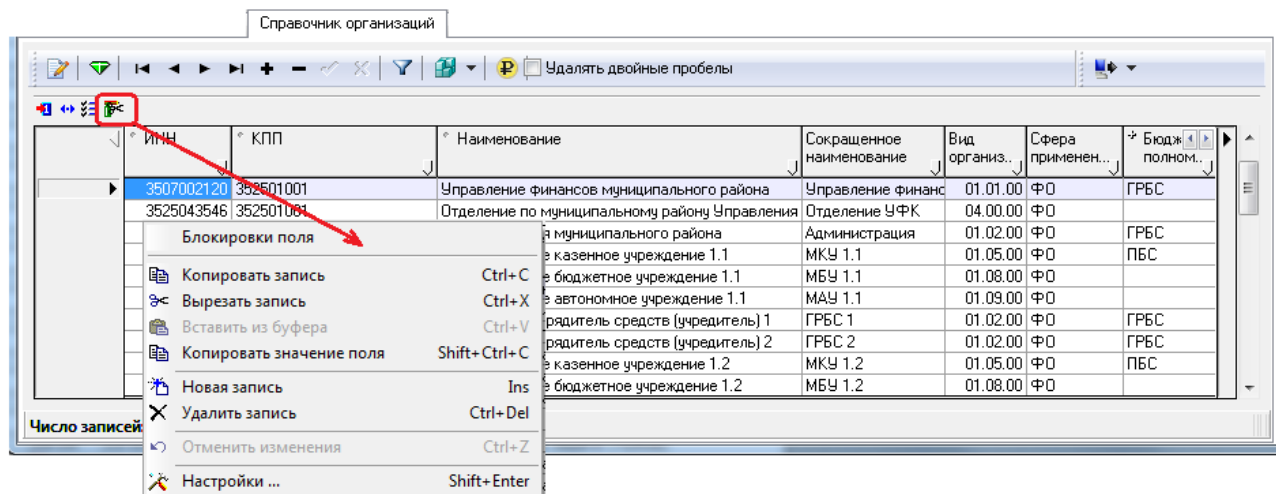 Справочник организаций
Удалять двойные пробелы
ИНН КПП Наименование Сокращенное наименование Вид организ... Сфера применен... Бюдж полном...
3507002120 352501001 Управление финансов муниципального района Управление финанс 01.01.00 ФО ГРБС
3525043546 352501001 Отделение по муниципальному району Управления Отделение УФК 04.00.00 ФО
Блокировки поля
муниципального района Администрация 01.02.00 ФО ГРБС
казенное учреждение 1.1 МКУ 1.1 01.05.00 ФО ПБС
Копировать запись Ctrl+C
бюджетное учреждение 1.1 МБУ 1.1 01.08.00 ФО
Вырезать запись Ctrl+X
автономное учреждение 1.1 МАУ 1.1 01.09.00 ФО
Вставить из буфера Ctrl+V
рядитель средств (учредитель) 1 ГРБС 1 01.02.00 ФО ГРБС
Копировать значение поля Shift+Ctrl+C
рядитель средств (учредитель) 2 ГРБС 2 01.02.00 ФО ГРБС
казенное учреждение 1.2 МКУ 1.2 01.05.00 ФО ПБС
Новая запись Ins
бюджетное учреждение 1.2 МБУ 1.2 01.08.00 ФО
Удалить запись Ctrl+Del
Число записей
Отменить изменения Ctrl+Z
Настройки ... Shift+Enter